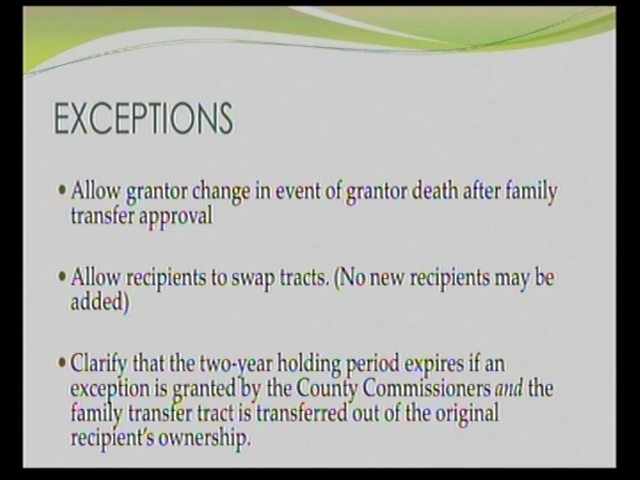 EXCEPTIONS
• Allow grantor change in event of grantor death after family
transfer approval
• Allow recipients to swap tracts. (No new recipients may be
added)
• Clarify that the two-year holding period expires if an
exception is granted by the County Commissioners and the
family transfer tract is transferred out of the original
recipient's ownership.